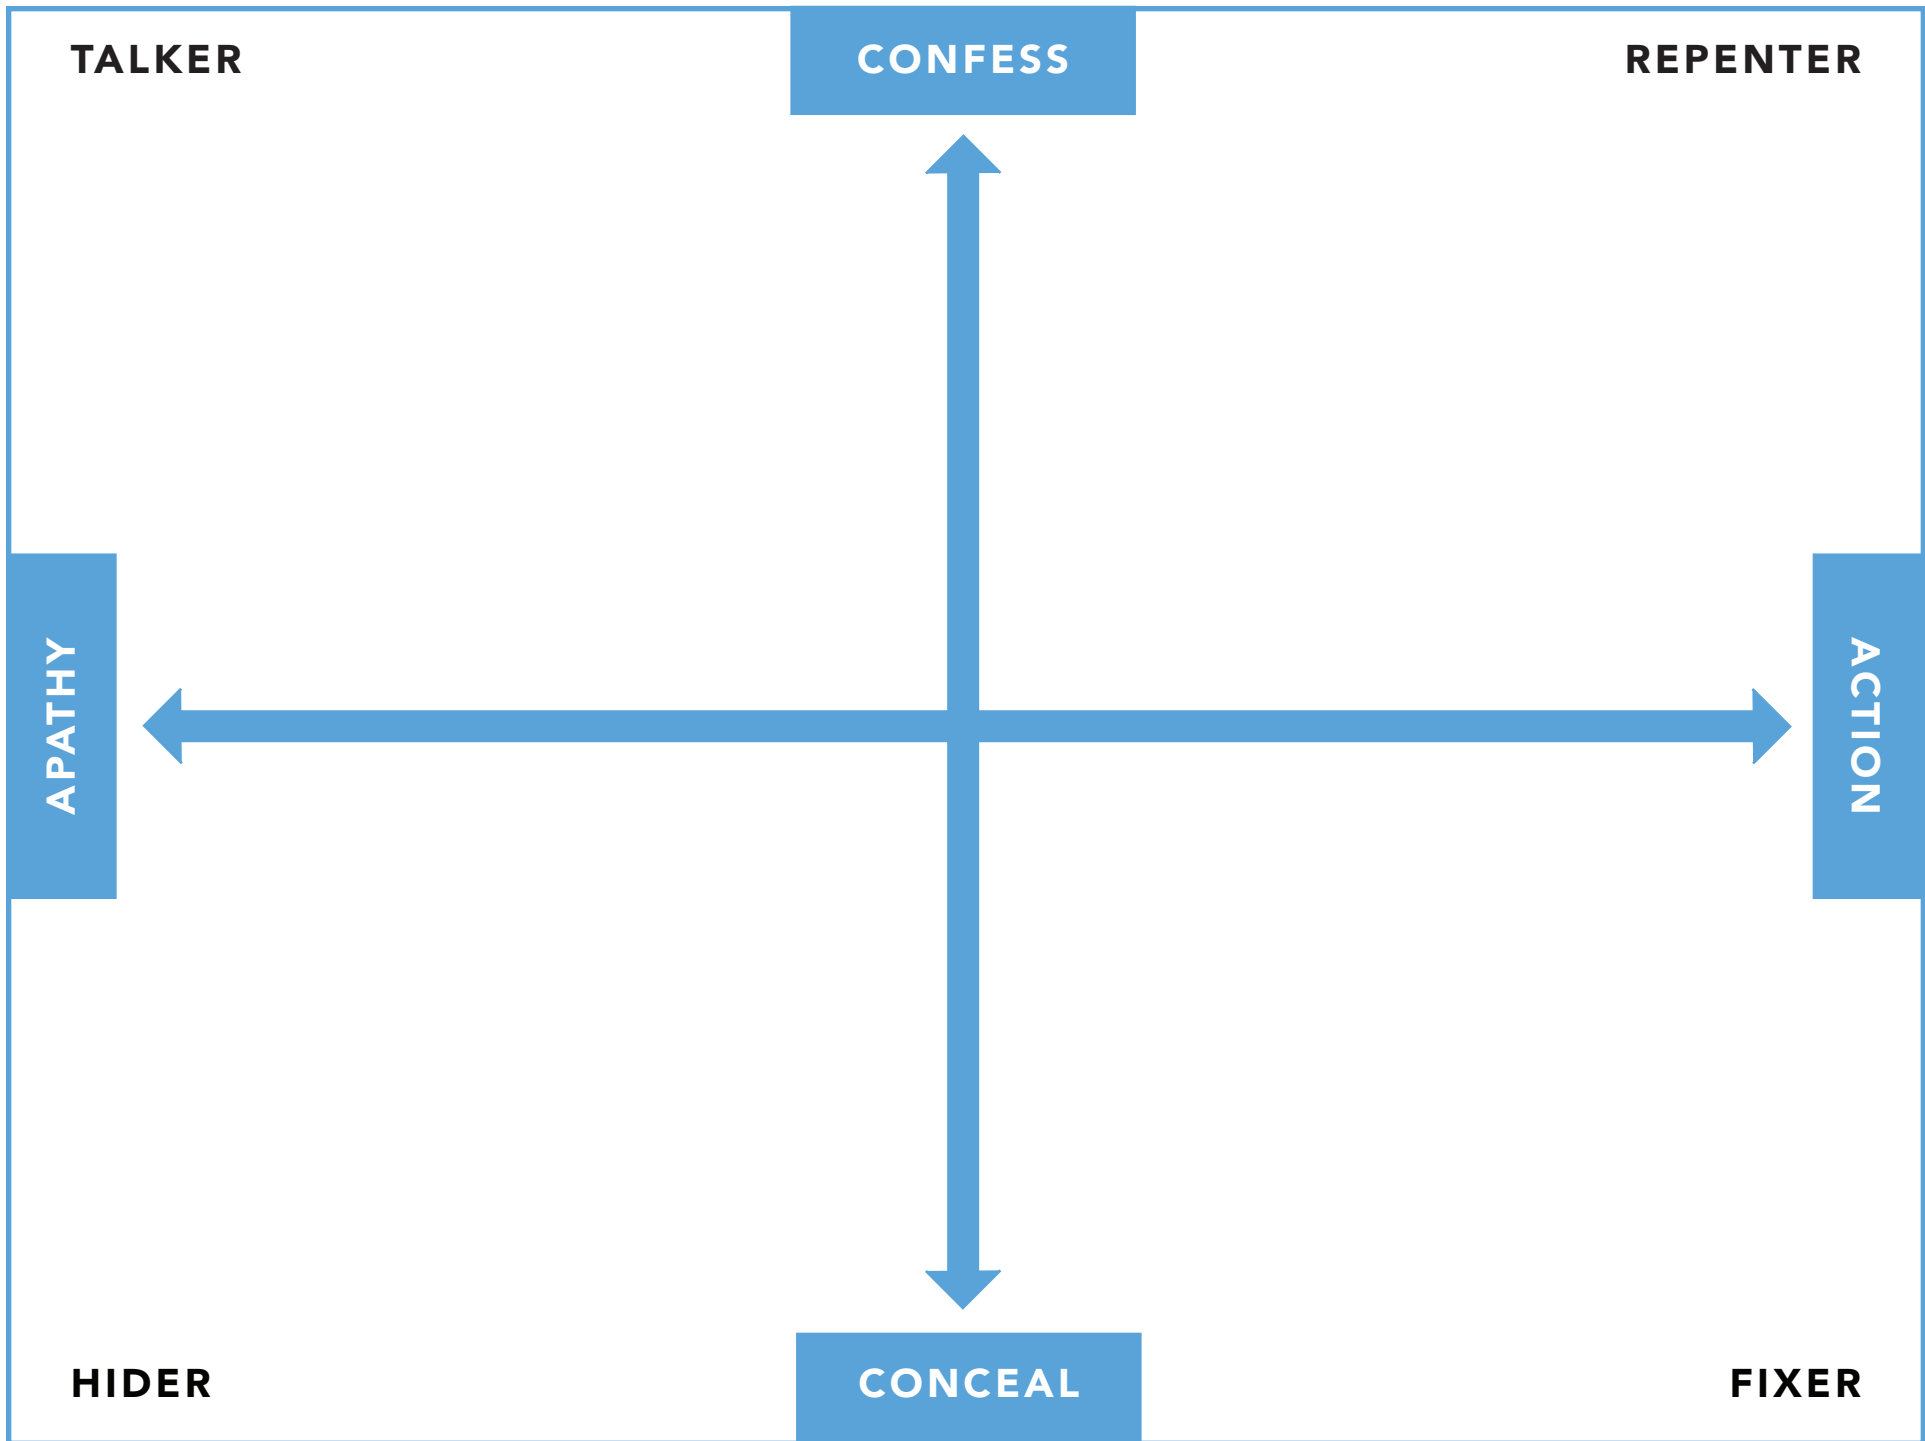 TALKER
CONFESS
REPENTER
APATHY
ACTION
HIDER
CONCEAL
FIXER